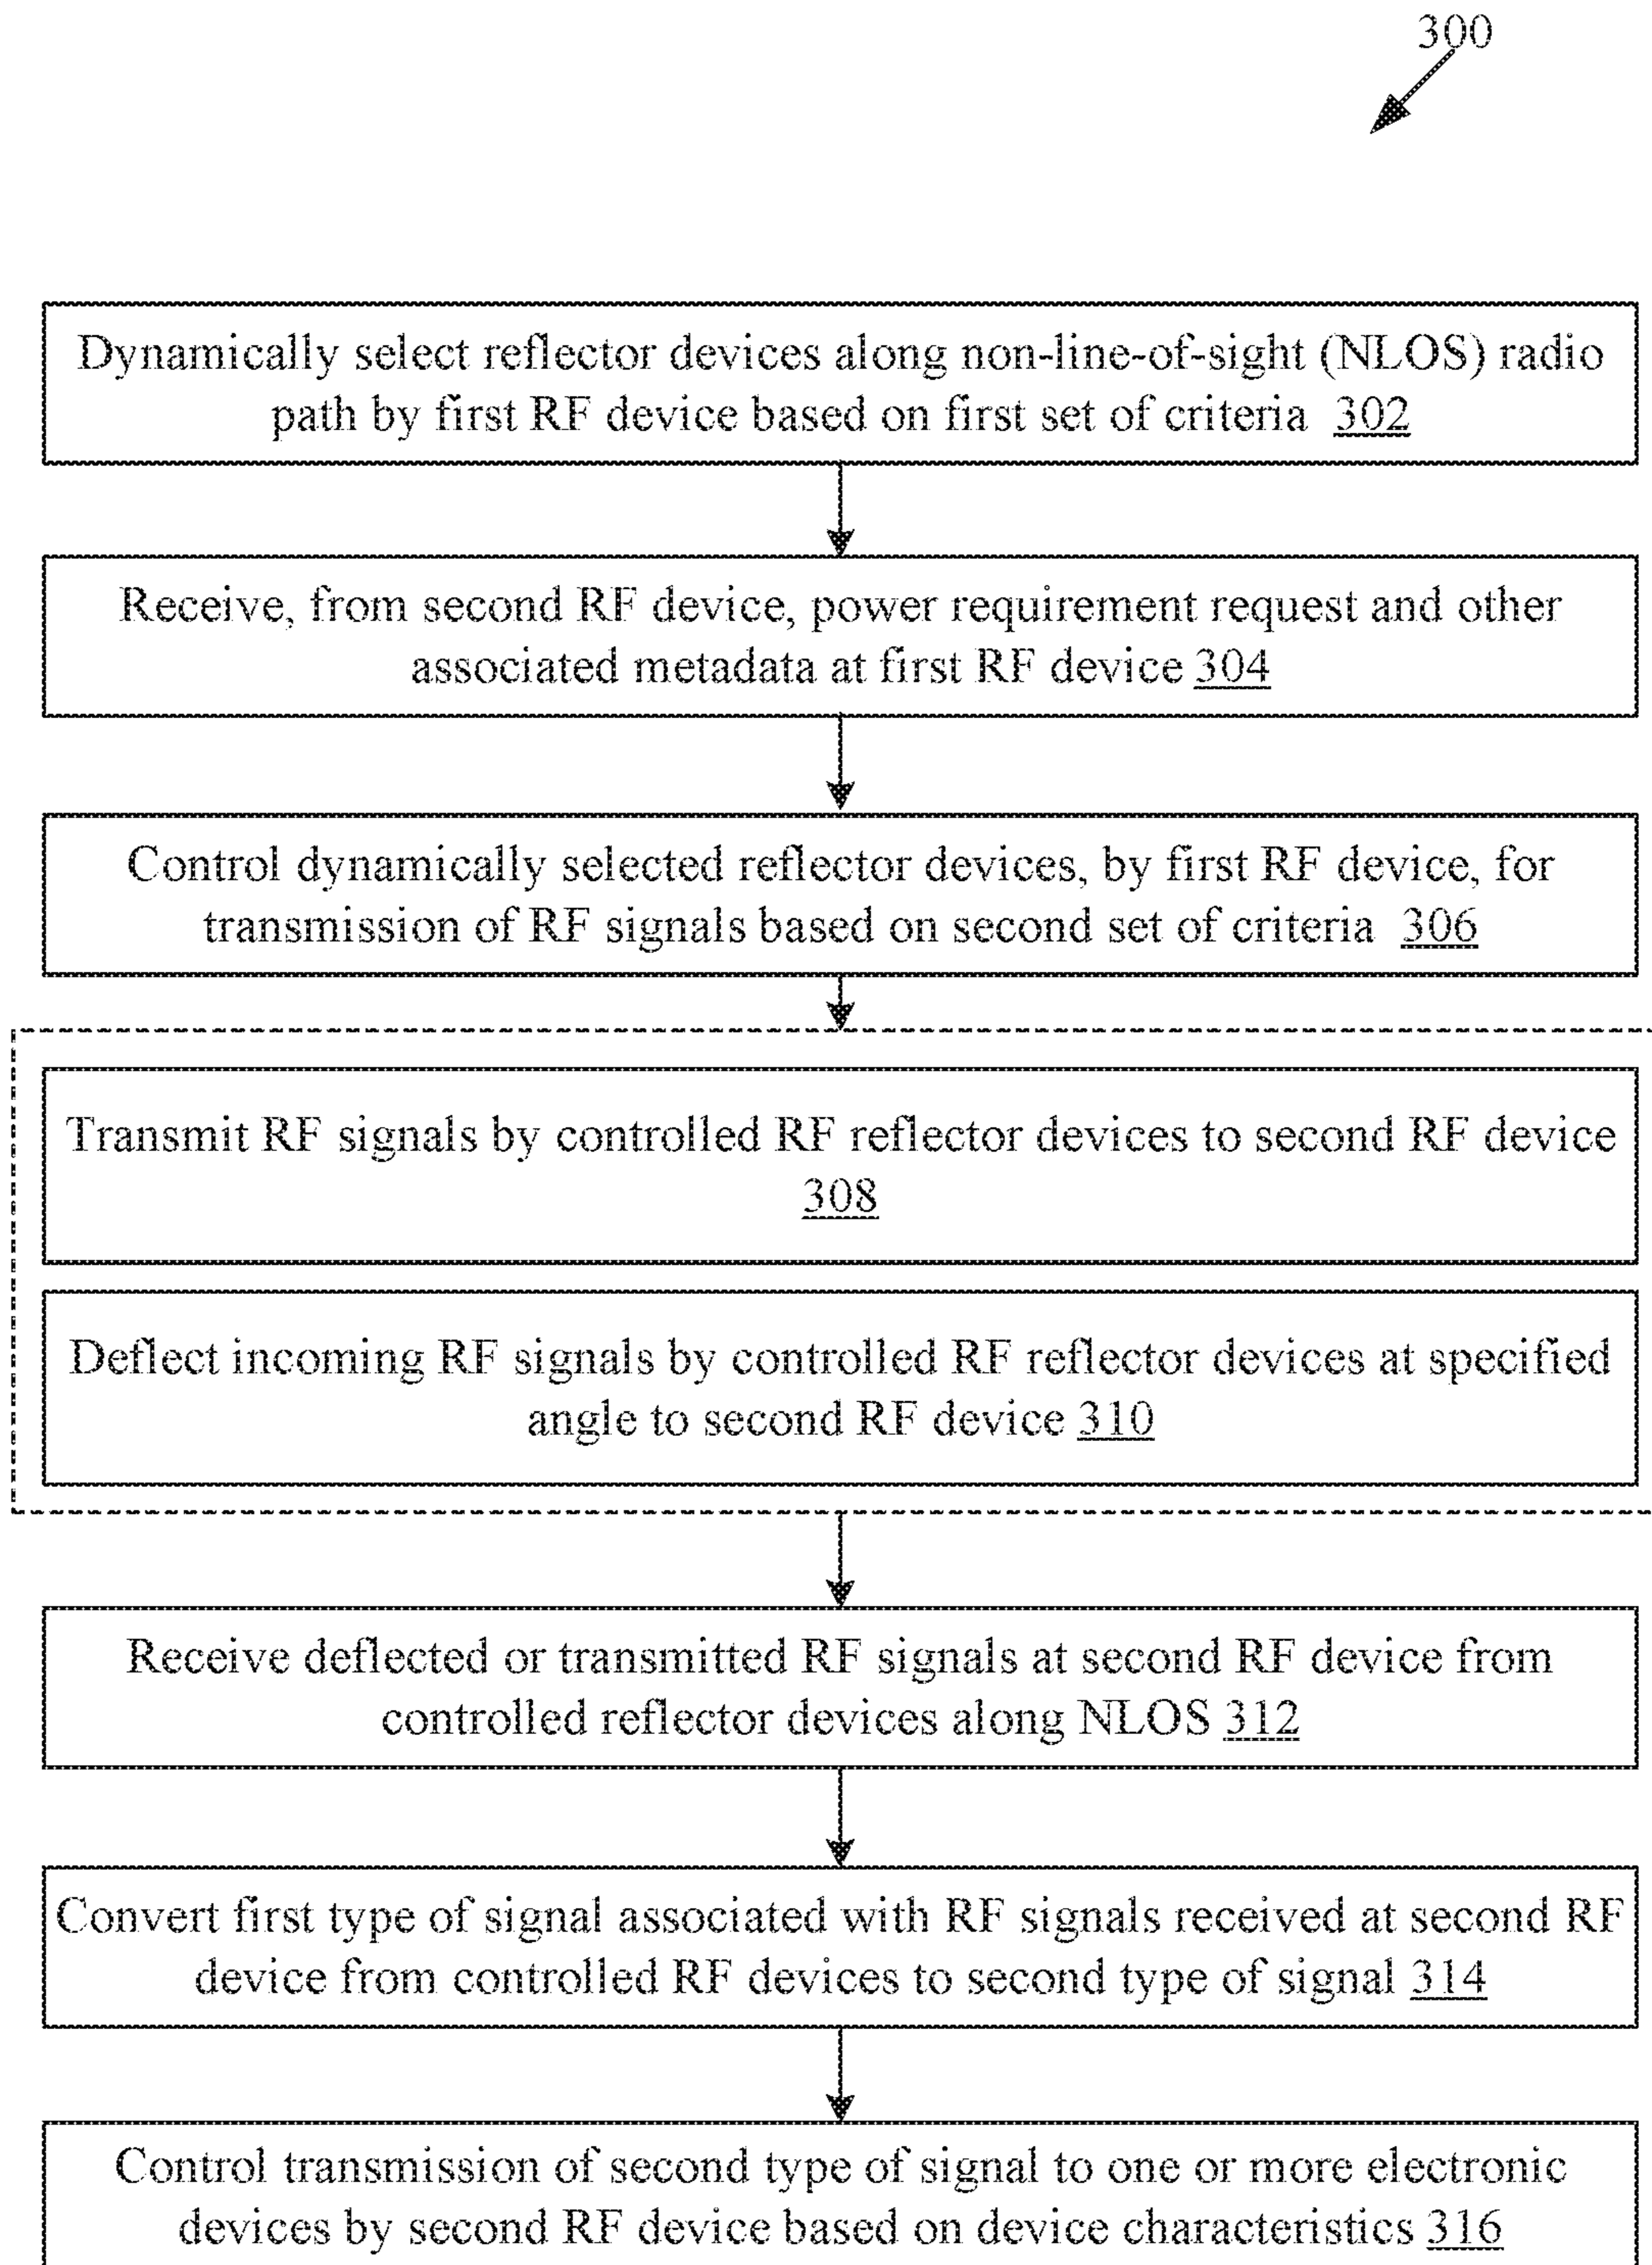 300
Dynamically select reflector devices along non-line-of-sight (NLOS) radio
path by first RF device based on first set of criteria 302
Receive, from second RF device, power requirement request and other
associated metadata at first RF device 304
Control dynamically selected reflector devices, by first RF device, for
transmission of RF signals based on second set of criteria 306
Transmit RF signals by controlled RF reflector devices to second RF device
308
Deflect incoming RF signals by controlled RF reflector devices at specified
angle to second RF device 310
Receive deflected or transmitted RF signals at second RF device from
controlled reflector devices along NLOS 312
Convert first type of signal associated with RF signals received at second RF
device from controlled RF devices to second type of signal 314
Control transmission of second type of signal to one or more electronic
devices by second RF device based on device characteristics 316